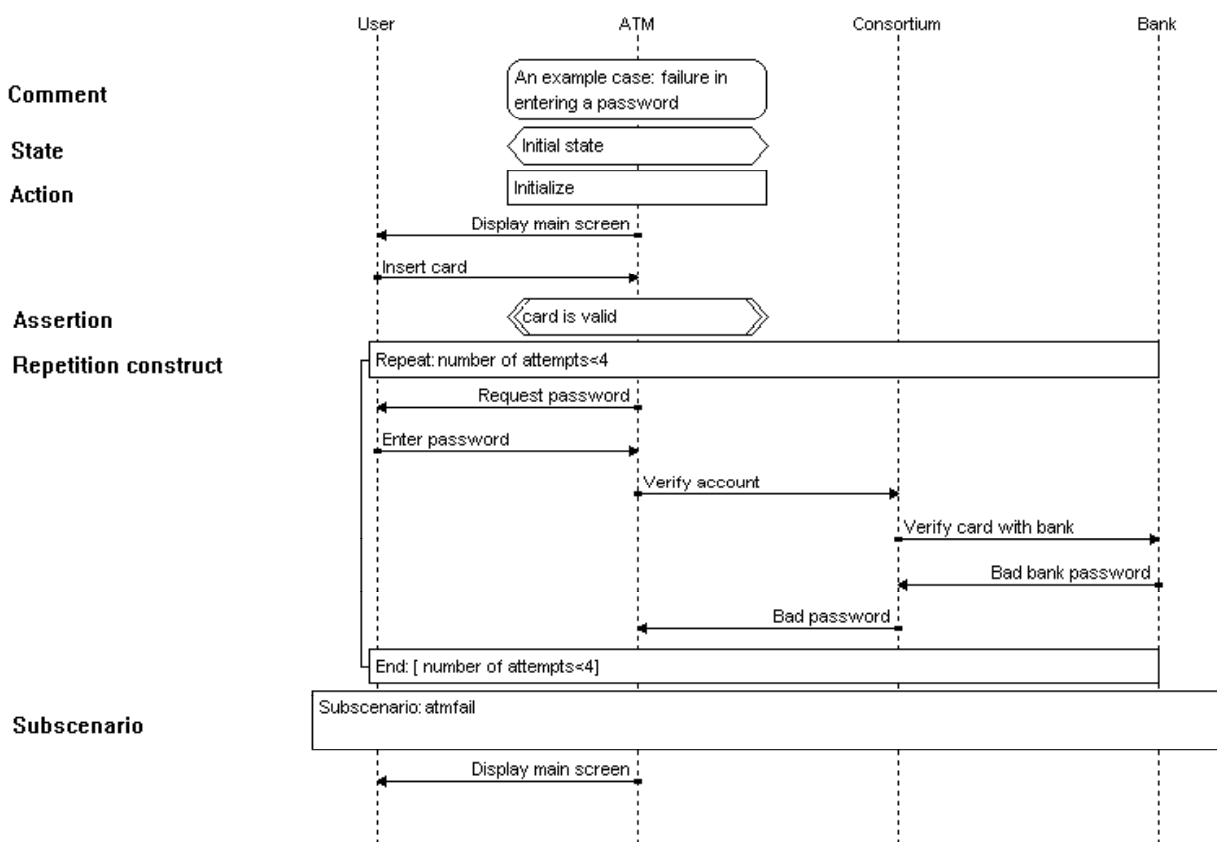 User ATM Consortium Bank
Comment
An example case: failure in
entering a password
State
Initial state
Action
Initialize
Display main screen
Insert card
Assertion
card is valid
Repetition construct
Repeat: number of attempts<4
Request password
Enter password
Verify account
Verify card with bank
Bad bank password
Bad password
End: [ number of attempts<4]
Subscenario
Subscenario: atmfail
Display main screen